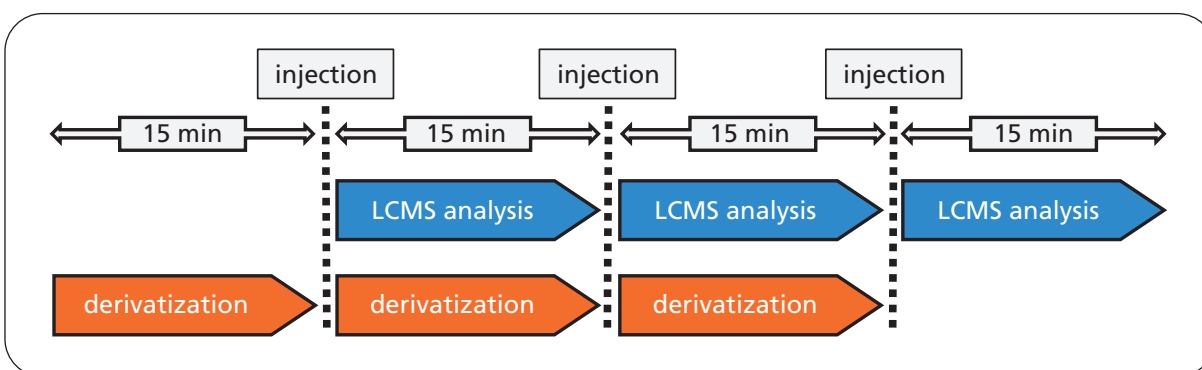 injection injection injection
15 min 15 min 15 min 15 min
LCMS analysis LCMS analysis LCMS analysis
derivatization derivatization derivatization